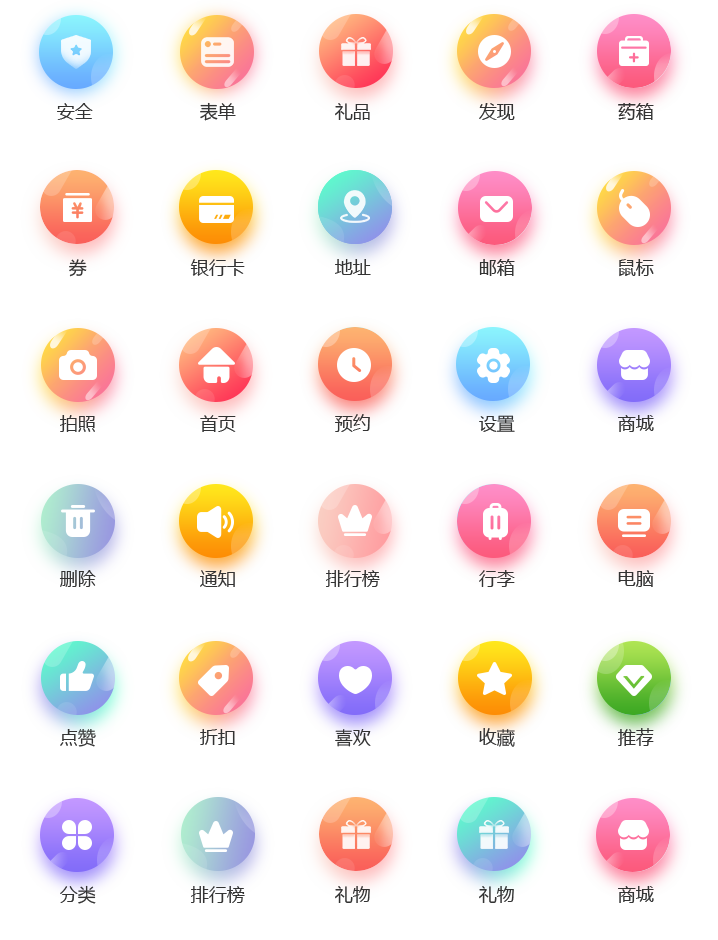 安全 表单 礼品 发现 药箱
¥
券 银行卡 地址 邮箱 鼠标
拍照 首页 预约 设置 商城
删除 通知 排行榜 行李 电脑
点赞 折扣 喜欢 收藏 推荐
分类 排行榜 礼物 礼物 商城